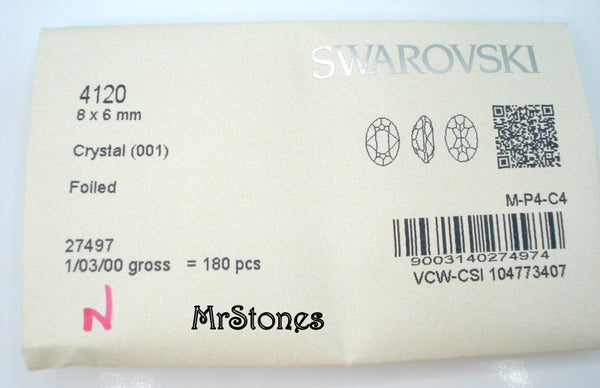 SWAROVSKI
4120
8 x 6 mm
Crystal (001)
Foiled
M-P4-C4
27497
1/03/00 gross = 180 pcs
9003140274974
VCW-CSI 104773407
N
MrStones